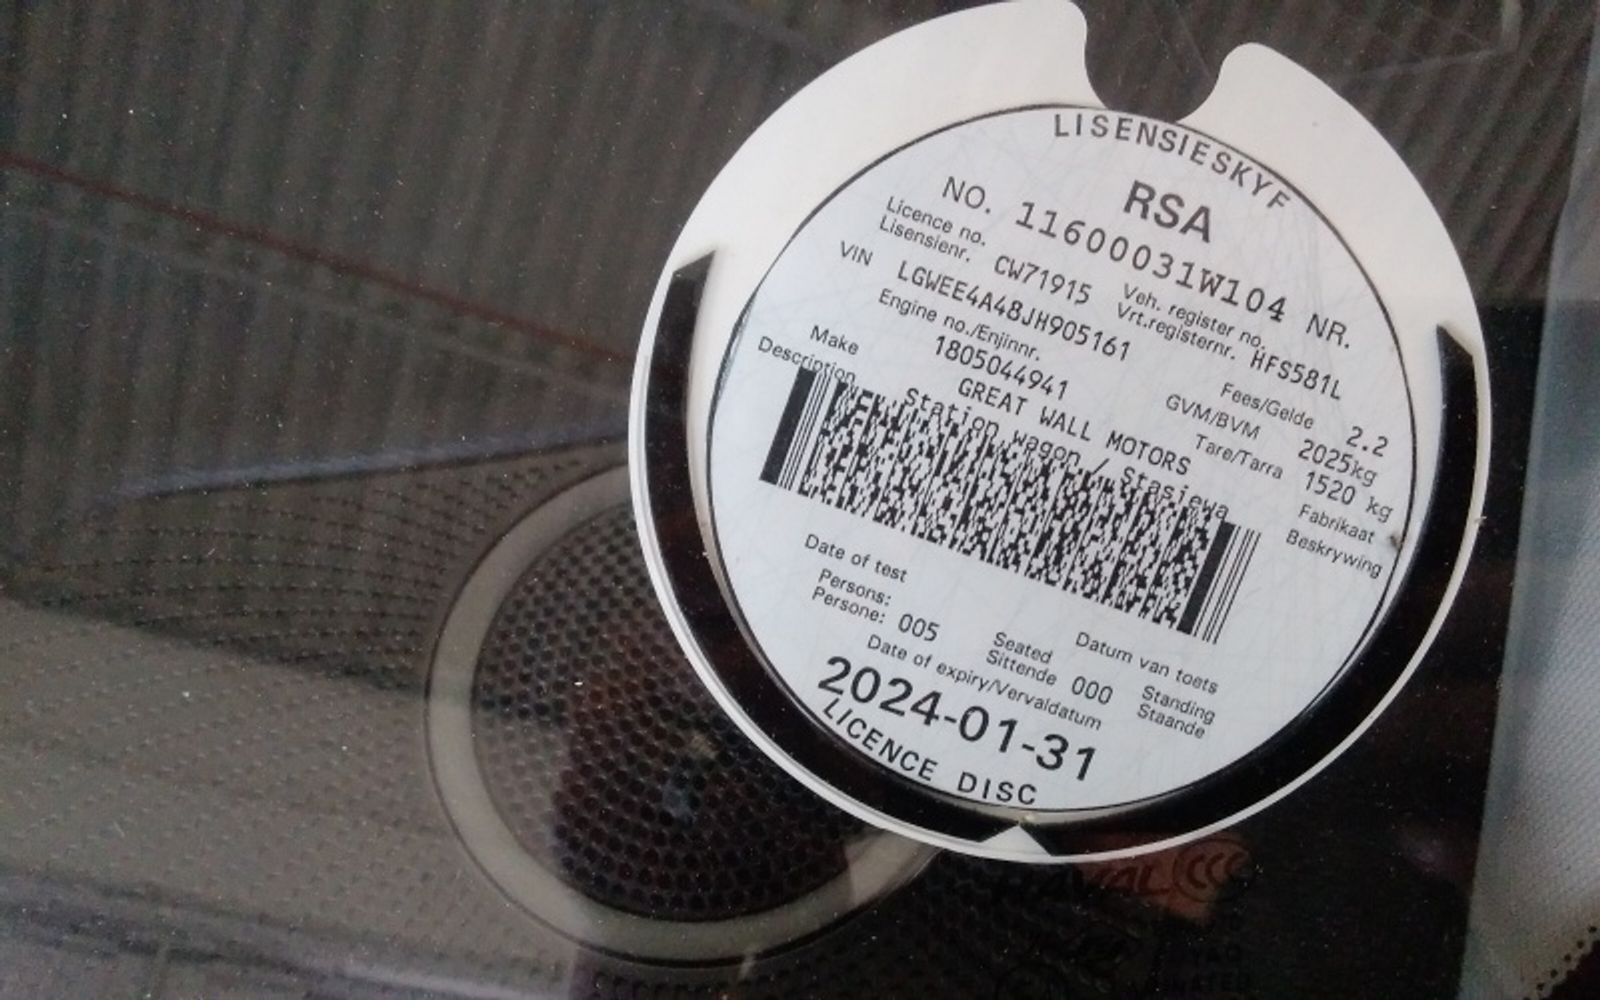 LISENSIESKYF
RSA
NO. 11600031W104 NR.
Licence no. CW71915 Veh. register no. HFS581L
Lisensienr. Vrt.registernr.
VIN LGWEE4A48JH905161 Fees/Gelde 2.2
Engine no./Enjinnr. GVM/BVM 2025kg
1805044941 Tare/Tarra 1520 kg
Make GREAT WALL MOTORS Fabrikaat
Description Station wagon / Stasiewa Beskrywing
Date of test Datum van toets
Persons: 005 Seated 000 Standing
Persone: Sittende Staande
Date of expiry/Vervaldatum
2024-01-31
LICENCE DISC
HAVAL